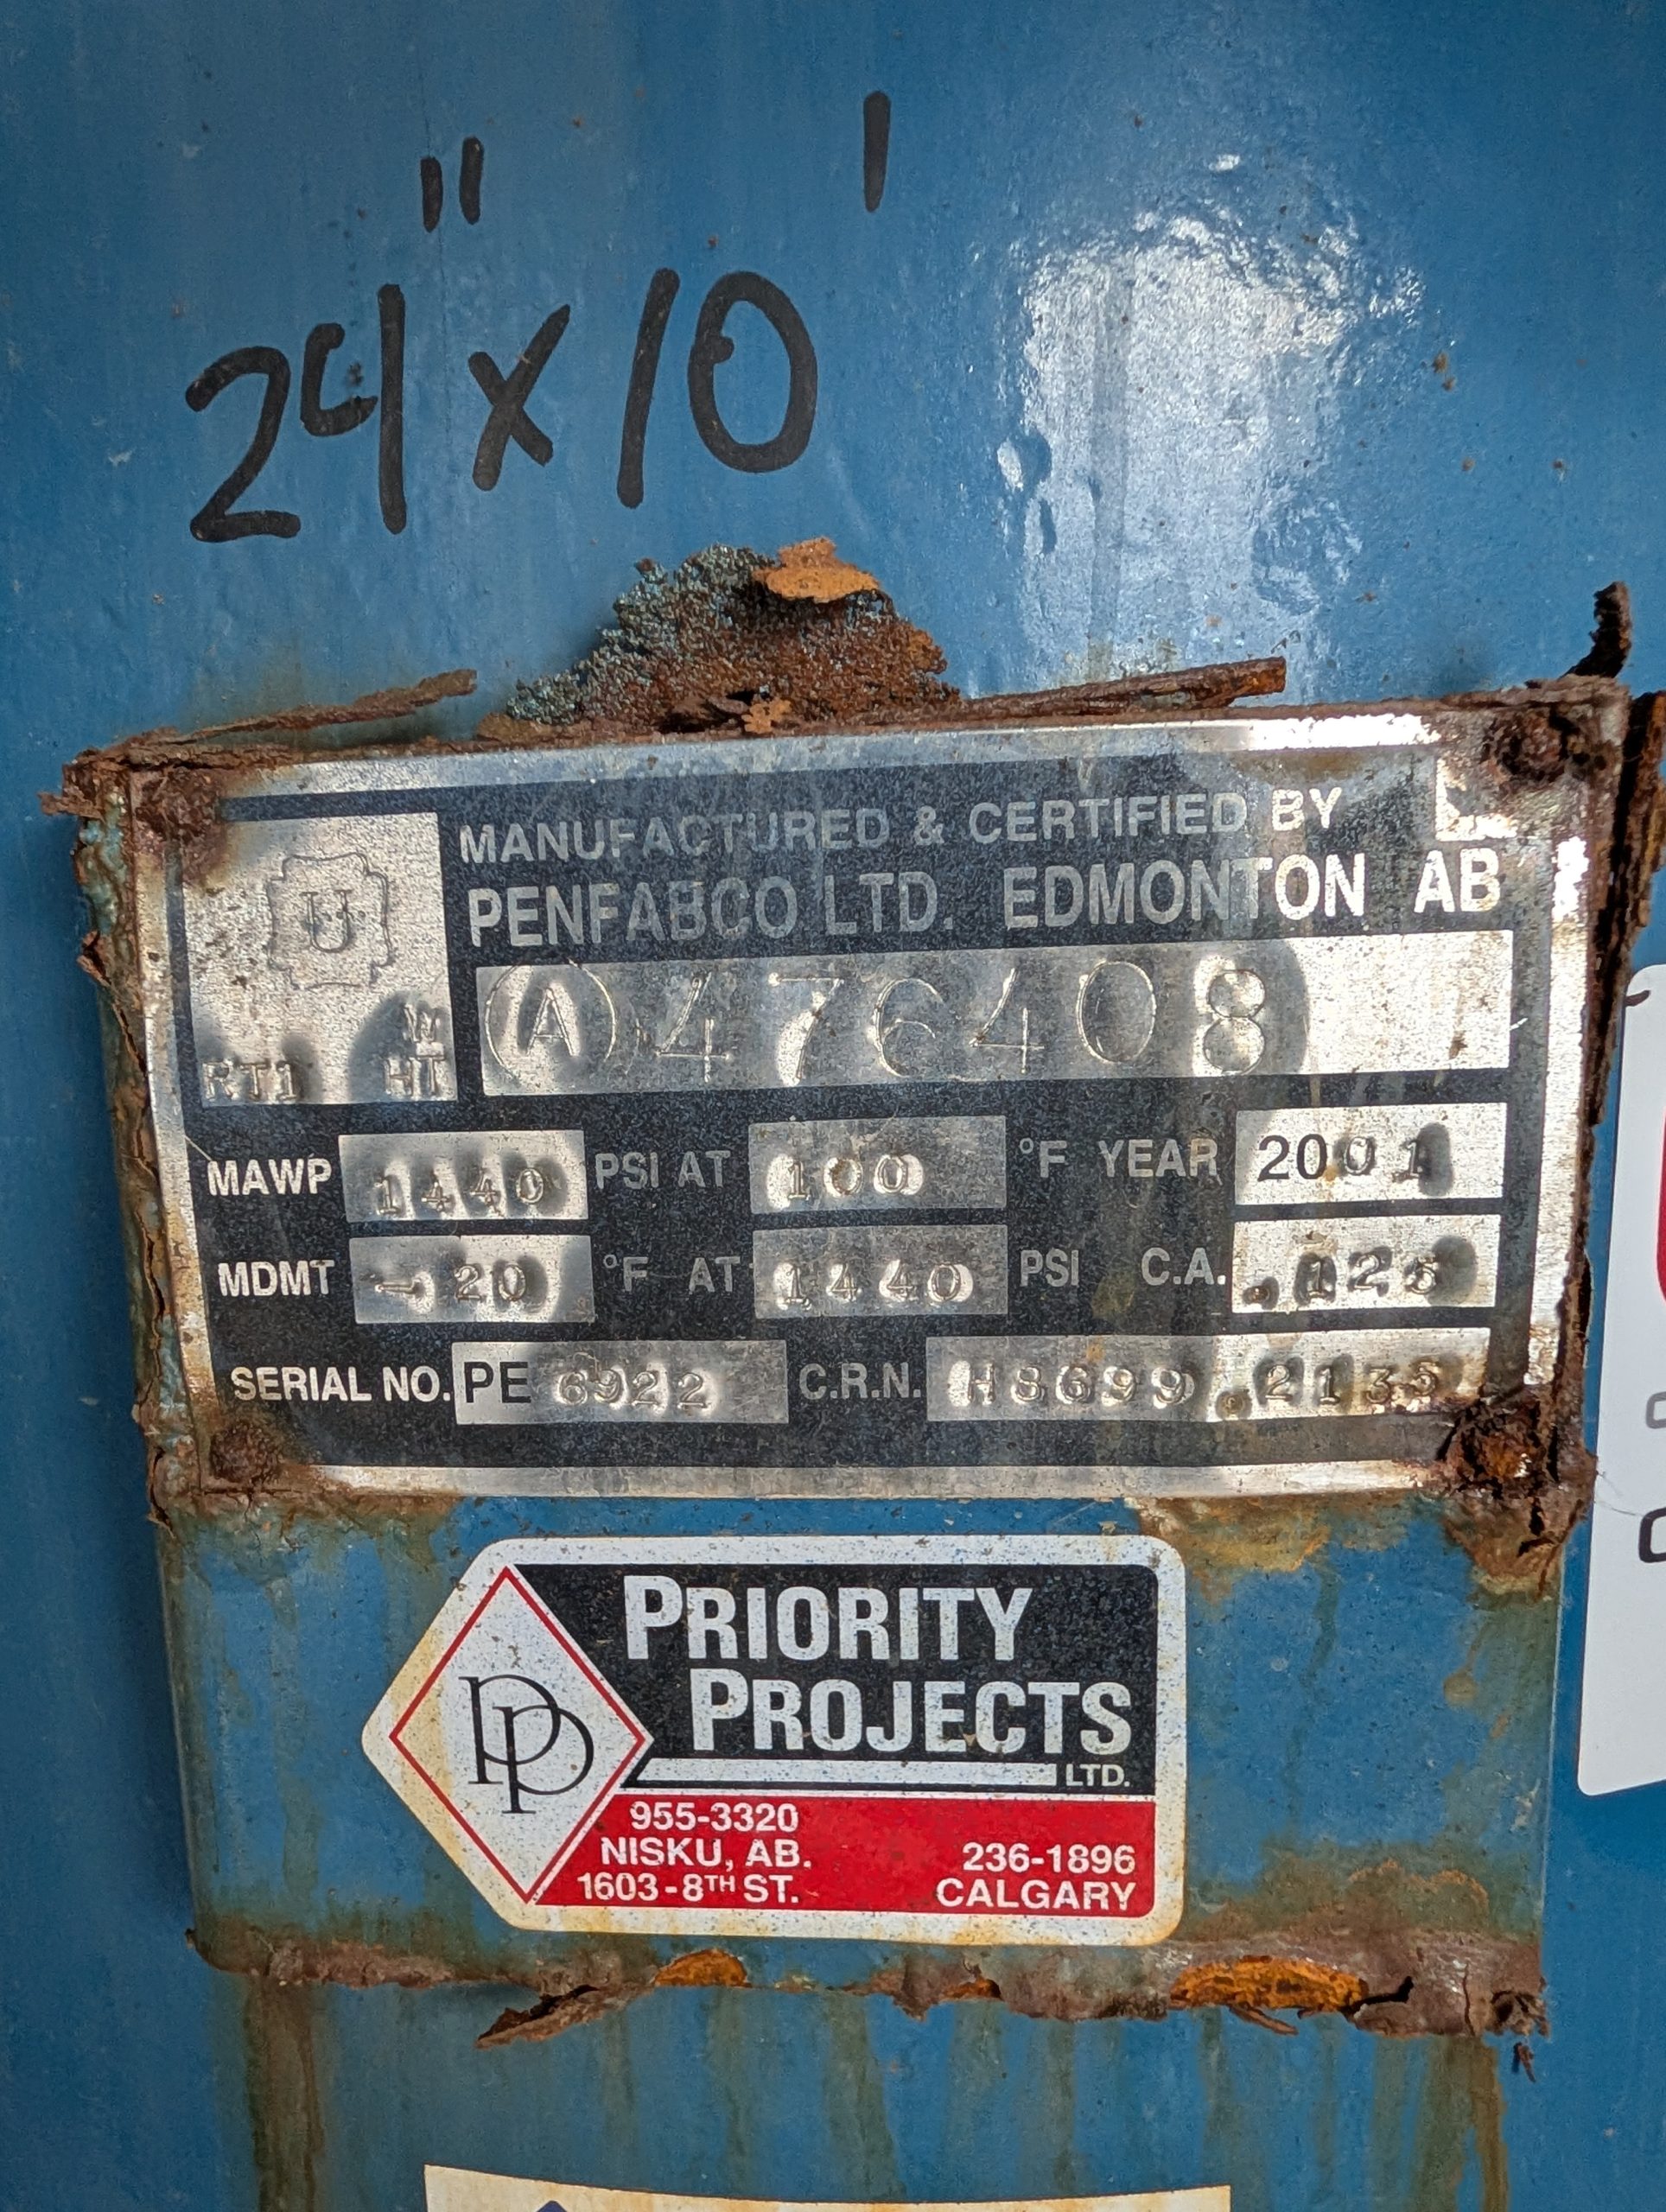 24" x 10'
MANUFACTURED & CERTIFIED BY
PENFABCO LTD. EDMONTON AB
U
W
RT1 HT
(A) 476408
MAWP 1440 PSI AT 100 °F YEAR 2001
MDMT -20 °F AT 1440 PSI C.A. .125
SERIAL NO. PE 6922 C.R.N. H8699.2133
PRIORITY
PROJECTS
LTD.
PP
955-3320
NISKU, AB.
1603-8TH ST.
236-1896
CALGARY